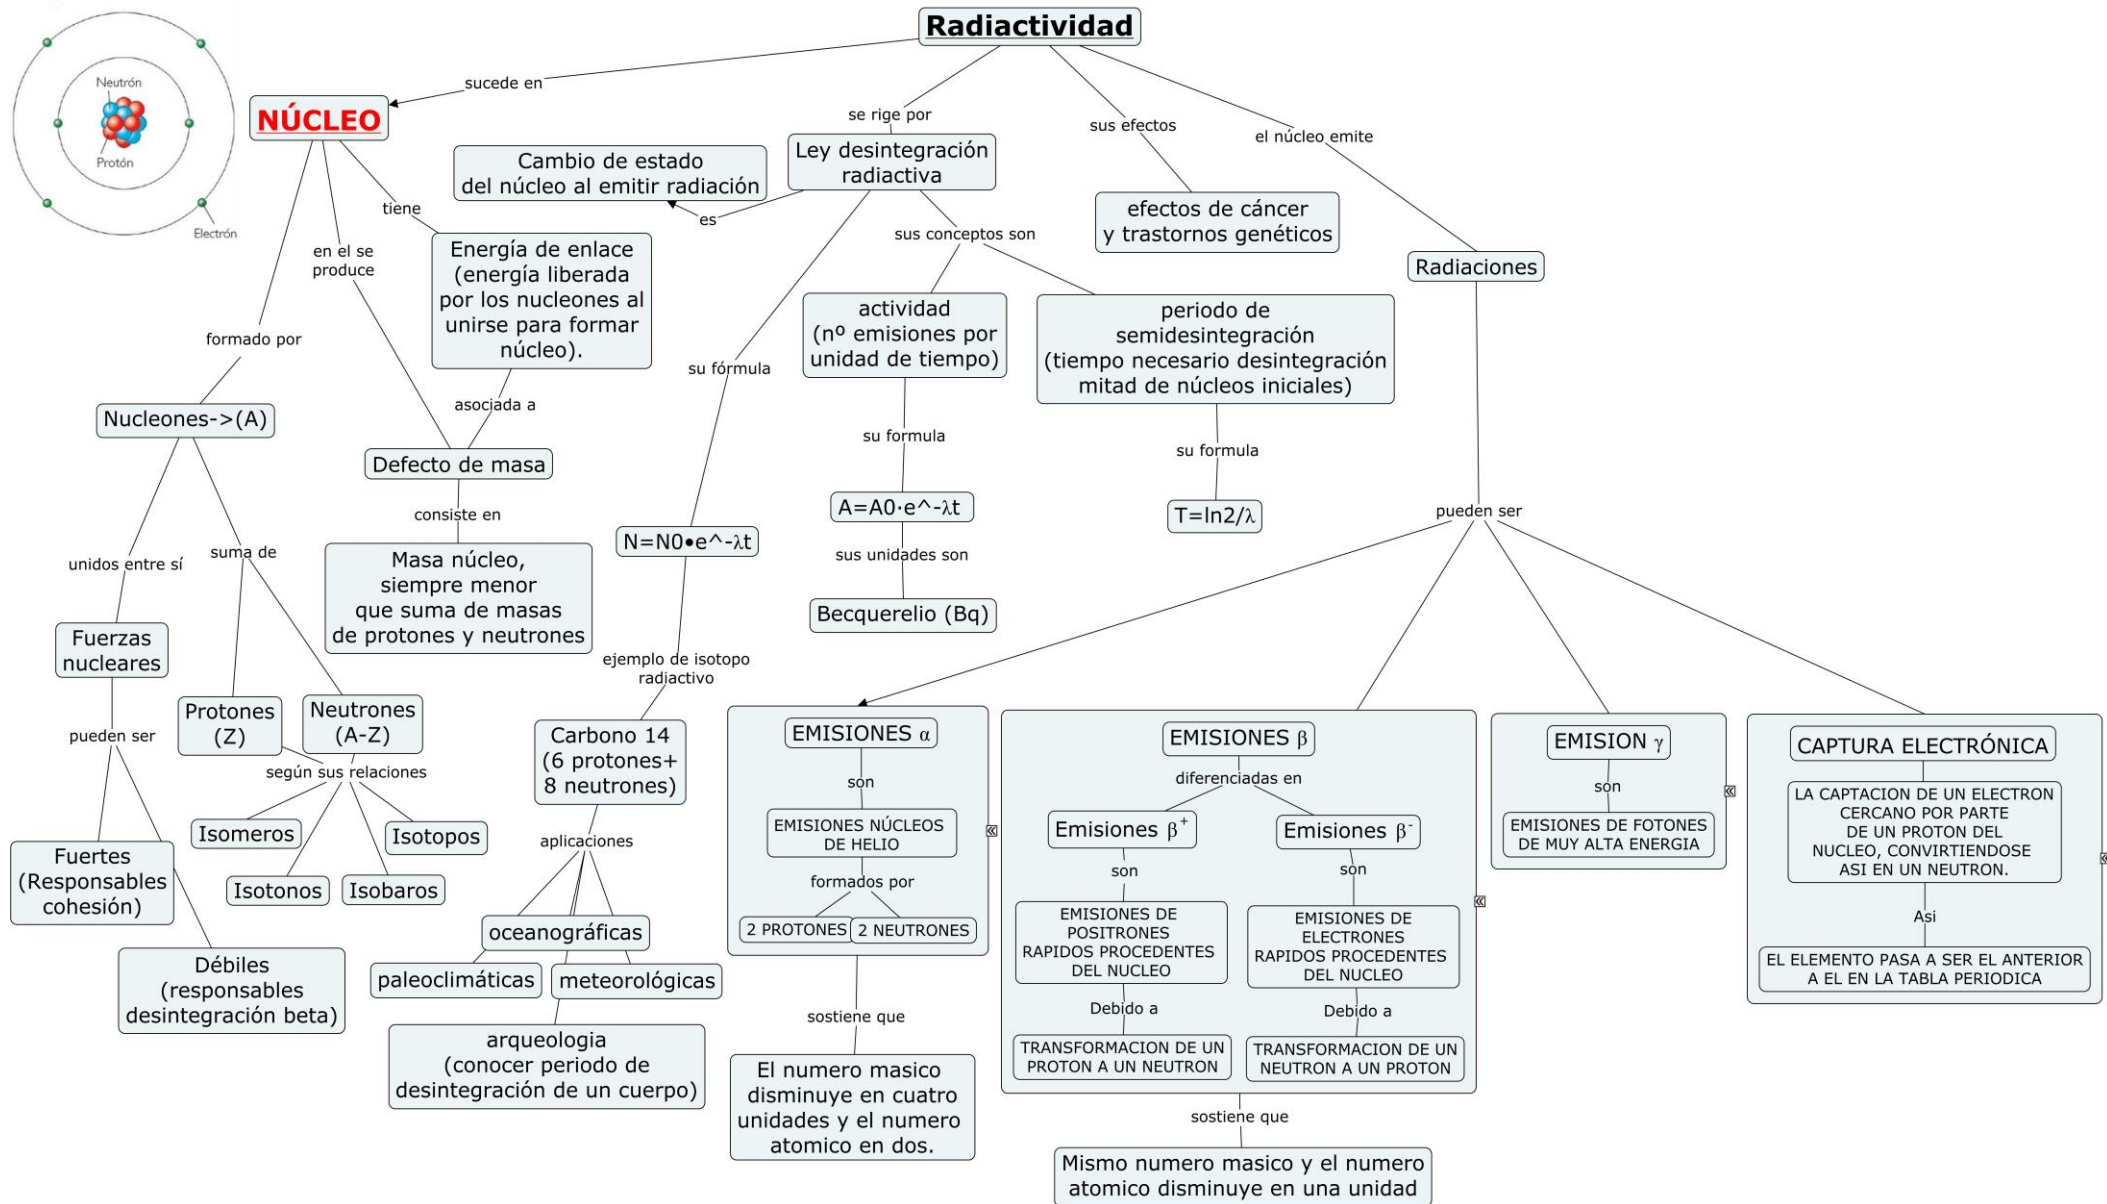 Radiactividad
Neutrón
Protón
Electrón
sucede en
NÚCLEO
se rige por
sus efectos
el núcleo emite
Cambio de estado
del núcleo al emitir radiación
es
Ley desintegración
radiactiva
efectos de cáncer
y trastornos genéticos
Radiaciones
tiene
en el se
produce
formado por
Energía de enlace
(energía liberada
por los nucleones al
unirse para formar
núcleo).
asociada a
Nucleones->(A)
Defecto de masa
consiste en
Masa núcleo,
siempre menor
que suma de masas
de protones y neutrones
unidos entre sí
suma de
Fuerzas
nucleares
Protones
(Z)
Neutrones
(A-Z)
pueden ser
según sus relaciones
Isomeros
Isotopos
Isotonos
Isobaros
Fuertes
(Responsables
cohesión)
Débiles
(responsables
desintegración beta)
su fórmula
N=N0•e^-λt
ejemplo de isotopo
radiactivo
Carbono 14
(6 protones+
8 neutrones)
aplicaciones
oceanográficas
paleoclimáticas
meteorológicas
arqueologia
(conocer periodo de
desintegración de un cuerpo)
sus conceptos son
actividad
(nº emisiones por
unidad de tiempo)
su formula
A=A0·e^-λt
sus unidades son
Becquerelio (Bq)
periodo de
semidesintegración
(tiempo necesario desintegración
mitad de núcleos iniciales)
su formula
T=ln2/λ
pueden ser
EMISIONES α
son
EMISIONES NÚCLEOS
DE HELIO
formados por
2 PROTONES
2 NEUTRONES
sostiene que
El numero masico
disminuye en cuatro
unidades y el numero
atomico en dos.
EMISIONES β
diferenciadas en
Emisiones β+
son
EMISIONES DE
POSITRONES
RAPIDOS PROCEDENTES
DEL NUCLEO
Debido a
TRANSFORMACION DE UN
PROTON A UN NEUTRON
Emisiones β-
son
EMISIONES DE
ELECTRONES
RAPIDOS PROCEDENTES
DEL NUCLEO
Debido a
TRANSFORMACION DE UN
NEUTRON A UN PROTON
sostiene que
Mismo numero masico y el numero
atomico disminuye en una unidad
EMISION γ
son
EMISIONES DE FOTONES
DE MUY ALTA ENERGIA
CAPTURA ELECTRÓNICA
LA CAPTACION DE UN ELECTRON
CERCANO POR PARTE
DE UN PROTON DEL
NUCLEO, CONVIRTIENDOSE
ASI EN UN NEUTRON.
Asi
EL ELEMENTO PASA A SER EL ANTERIOR
A EL EN LA TABLA PERIODICA